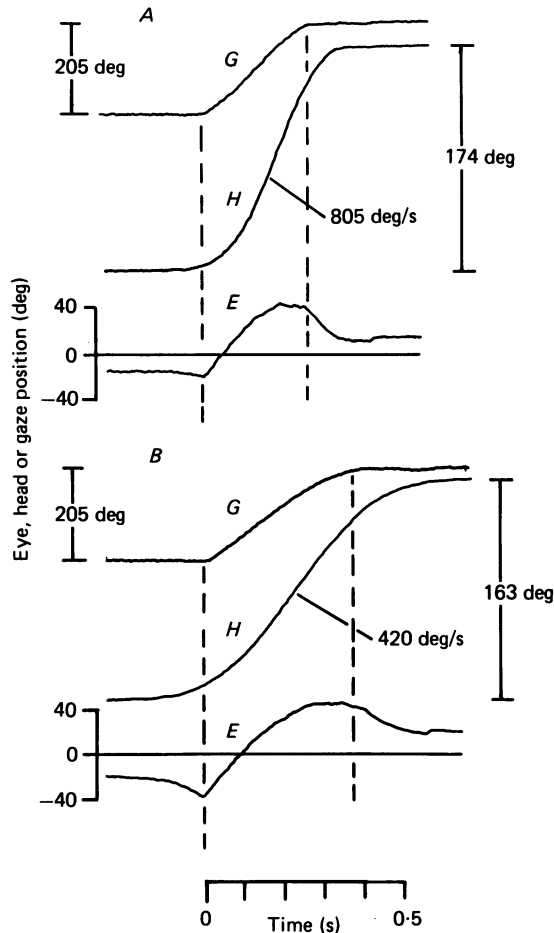 A
205 deg
G
174 deg
H
805 deg/s
Eye, head or gaze position (deg)
40
E
0
−40
B
205 deg
G
163 deg
H
420 deg/s
40
E
0
−40
0
0·5
Time (s)